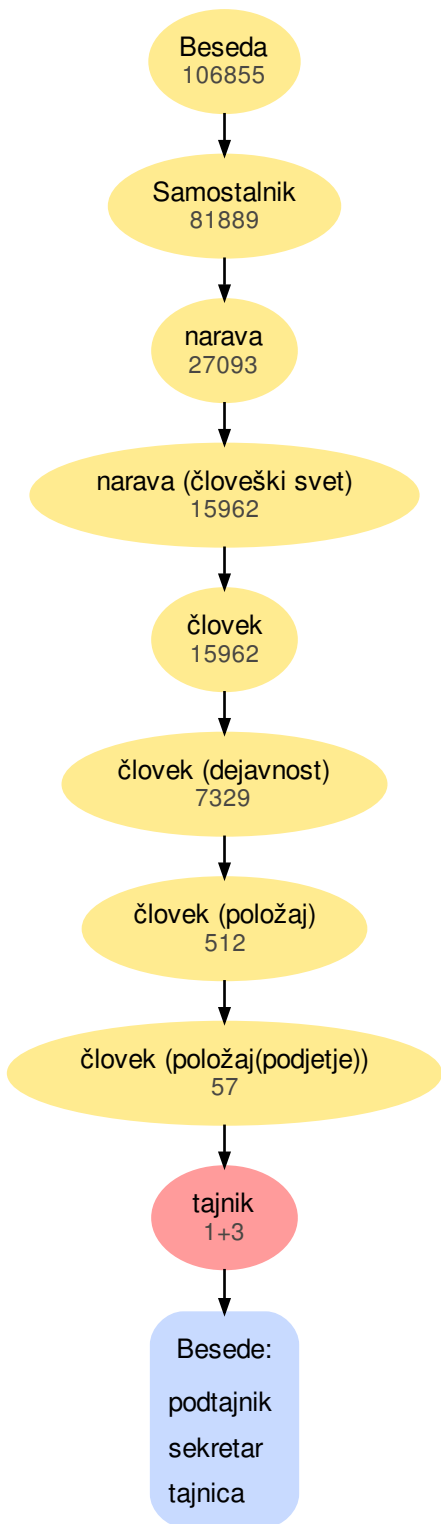 Beseda
106855
Samostalnik
81889
narava
27093
narava (človeški svet)
15962
človek
15962
človek (dejavnost)
7329
človek (položaj)
512
človek (položaj(podjetje))
57
tajnik
1+3
Besede:
podtajnik
sekretar
tajnica